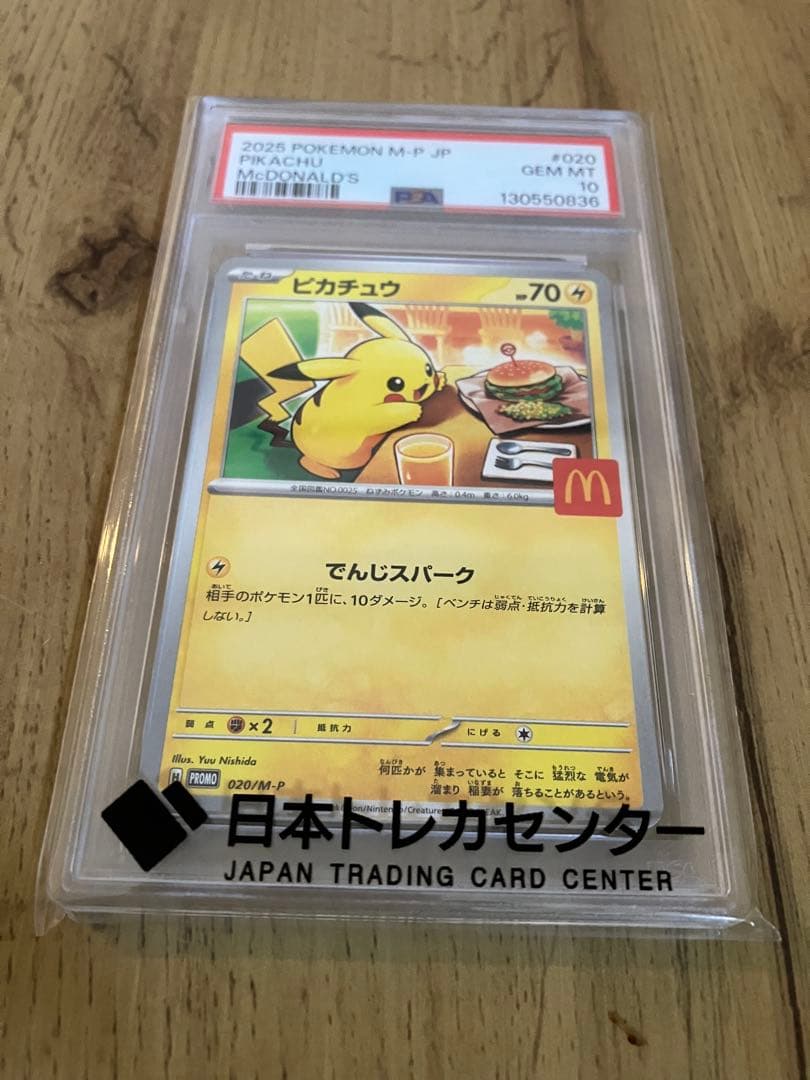 2025 POKEMON M-P JP
#020
PIKACHU
GEM MT
McDONALD'S
10
PSA
130550836
たね
ピカチュウ
HP70
全国図鑑NO.0025 ねずみポケモン 高さ:0.4m 重さ:6.0kg
でんじスパーク
相手のポケモン1匹に、10ダメージ。[ベンチは弱点・抵抗力を計算
しない。]
弱点 ×2 抵抗力 にげる
Illus. Yuu Nishida
何匹かが 集まっていると そこに 猛烈な 電気が
溜まり 稲妻が 落ちることがあるという。
PROMO 020/M-P
/Nintendo/Creatures
日本トレカセンター
JAPAN TRADING CARD CENTER